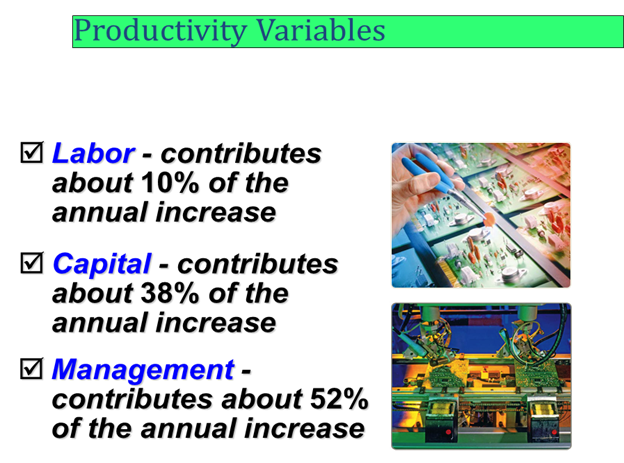 Productivity Variables
☑ Labor - contributes
about 10% of the
annual increase
☑ Capital - contributes
about 38% of the
annual increase
☑ Management -
contributes about 52%
of the annual increase